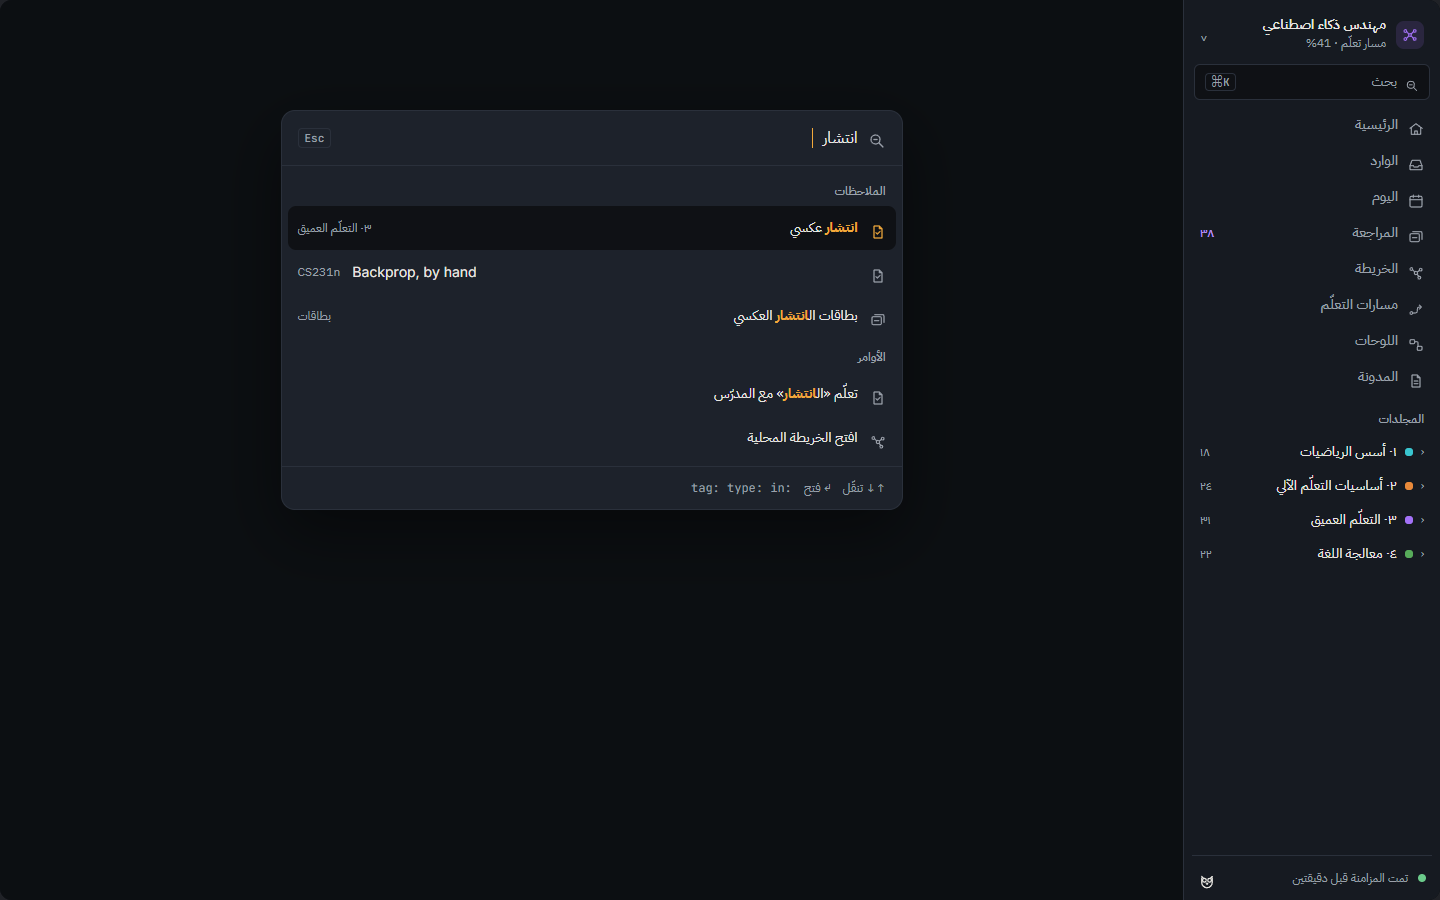 مهندس ذكاء اصطناعي
مسار تعلّم · 41%
بحث
⌘K
الرئيسية
الوارد
اليوم
المراجعة ٣٨
الخريطة
مسارات التعلّم
اللوحات
المدونة
المجلدات
٠١ أسس الرياضيات ١٨
٠٢ أساسيات التعلّم الآلي ٢٤
٠٣ التعلّم العميق ٣١
٠٤ معالجة اللغة ٢٢
تمت المزامنة قبل دقيقتين
انتشار
Esc
الملاحظات
انتشار عكسي
٠٣ التعلّم العميق
Backprop, by hand
CS231n
بطاقات الانتشار العكسي
بطاقات
الأوامر
تعلّم «الانتشار» مع المدرّس
افتح الخريطة المحلية
↑↓ تنقّل ↵ فتح tag: type: in: